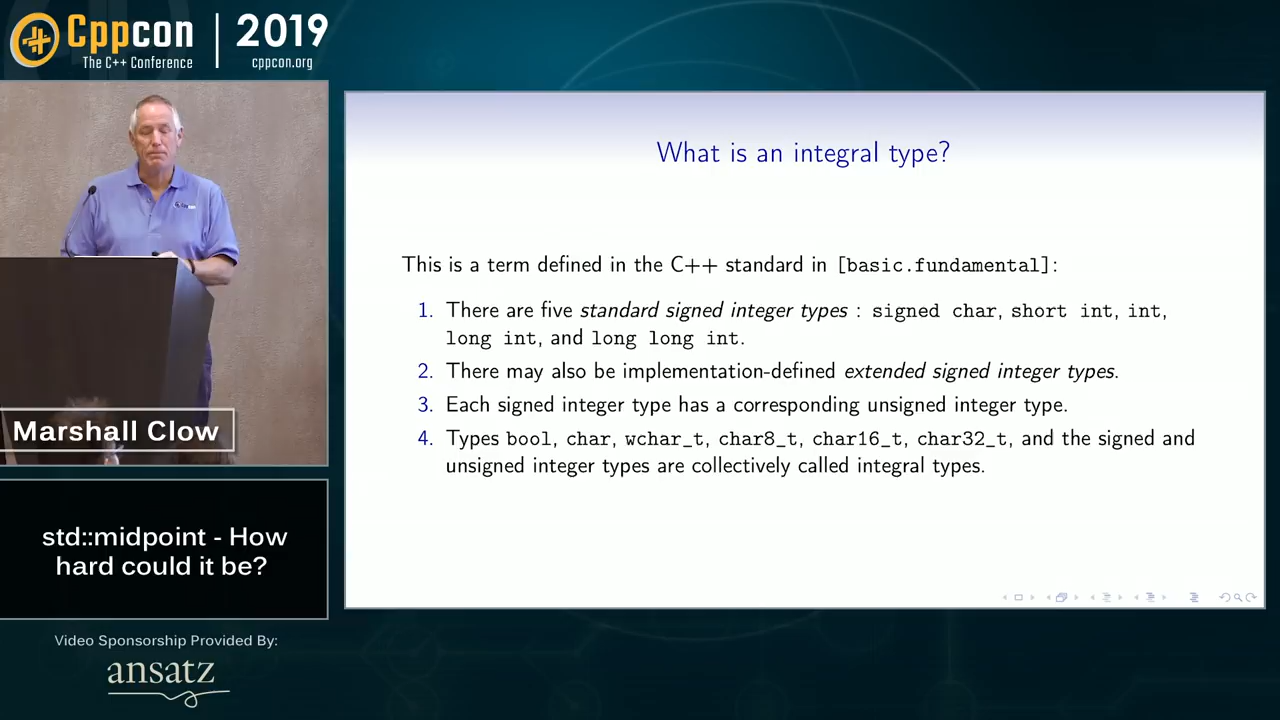 Cppcon | 2019
The C++ Conference cppcon.org
What is an integral type?
This is a term defined in the C++ standard in [basic.fundamental]:
1. There are five standard signed integer types : signed char, short int, int,
long int, and long long int.
2. There may also be implementation-defined extended signed integer types.
3. Each signed integer type has a corresponding unsigned integer type.
4. Types bool, char, wchar_t, char8_t, char16_t, char32_t, and the signed and
unsigned integer types are collectively called integral types.
Marshall Clow
std::midpoint - How
hard could it be?
Video Sponsorship Provided By:
ansatz